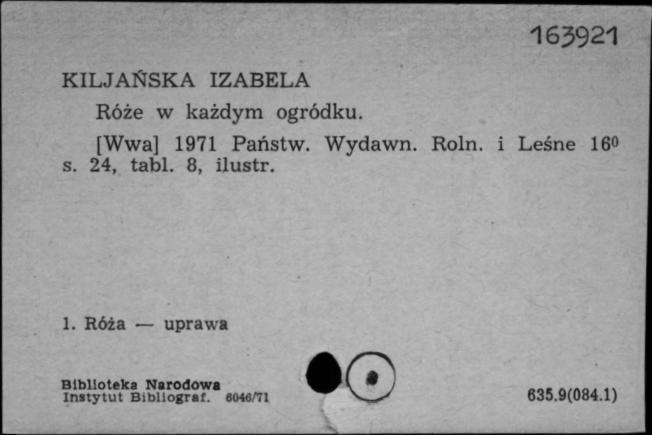 163921
KILJAŃSKA IZABELA
Róże w każdym ogródku.
[Wwa] 1971 Państw. Wydawn. Roln. i Leśne 16⁰
s. 24, tabl. 8, ilustr.
1. Róża — uprawa
Biblioteka Narodowa
Instytut Bibliograf. 6046/71
635.9(084.1)